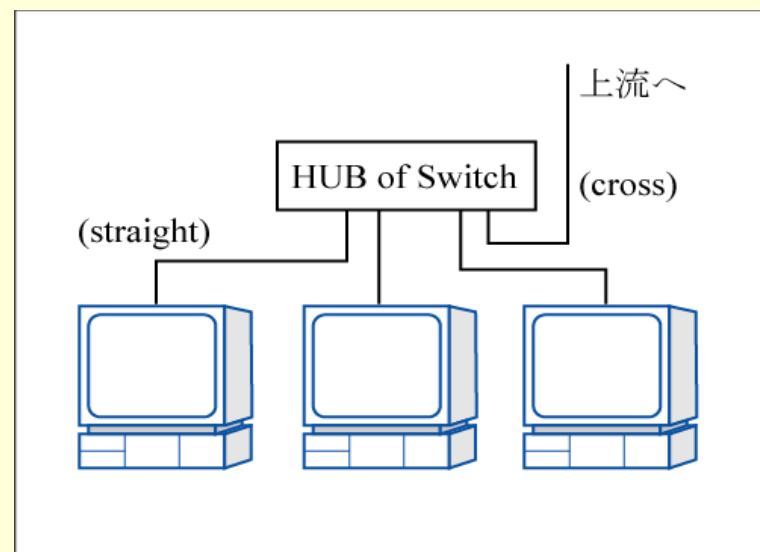 上流へ
HUB of Switch
(cross)
(straight)